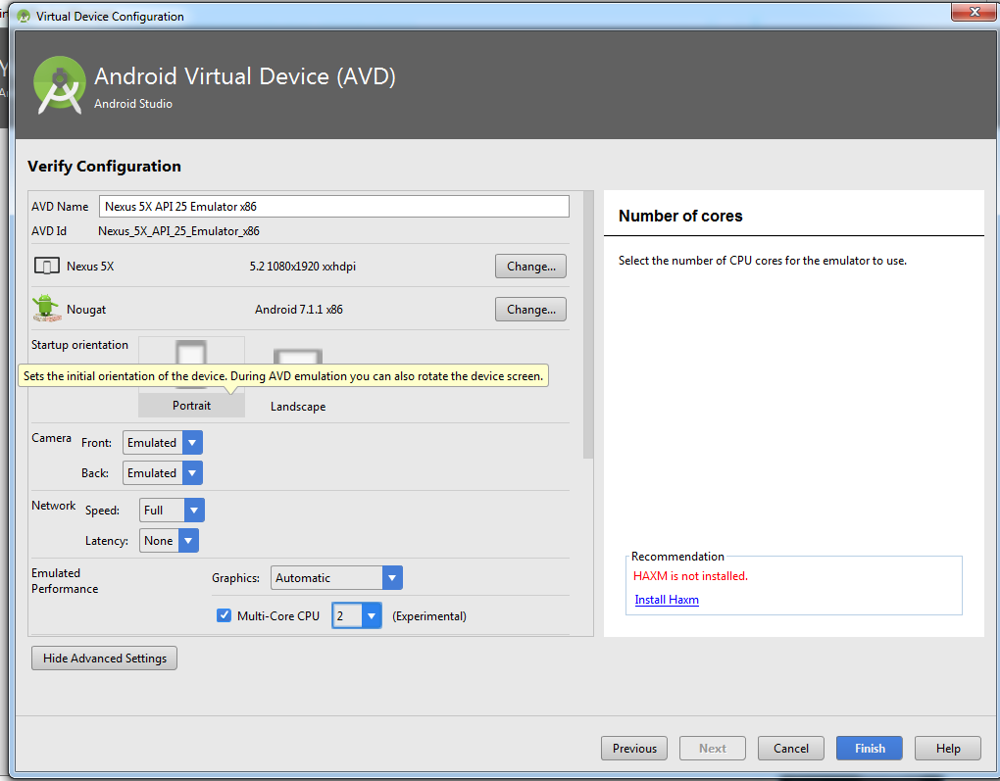 Virtual Device Configuration
Android Virtual Device (AVD)
Android Studio
Verify Configuration
AVD Name Nexus 5X API 25 Emulator x86
AVD Id Nexus_5X_API_25_Emulator_x86
Nexus 5X 5.2 1080x1920 xxhdpi Change...
Nougat Android 7.1.1 x86 Change...
Startup orientation
Sets the initial orientation of the device. During AVD emulation you can also rotate the device screen.
Portrait Landscape
Camera Front: Emulated
Back: Emulated
Network Speed: Full
Latency: None
Emulated
Performance
Graphics: Automatic
Multi-Core CPU 2 (Experimental)
Hide Advanced Settings
Number of cores
Select the number of CPU cores for the emulator to use.
Recommendation
HAXM is not installed.
Install Haxm
Previous Next Cancel Finish Help